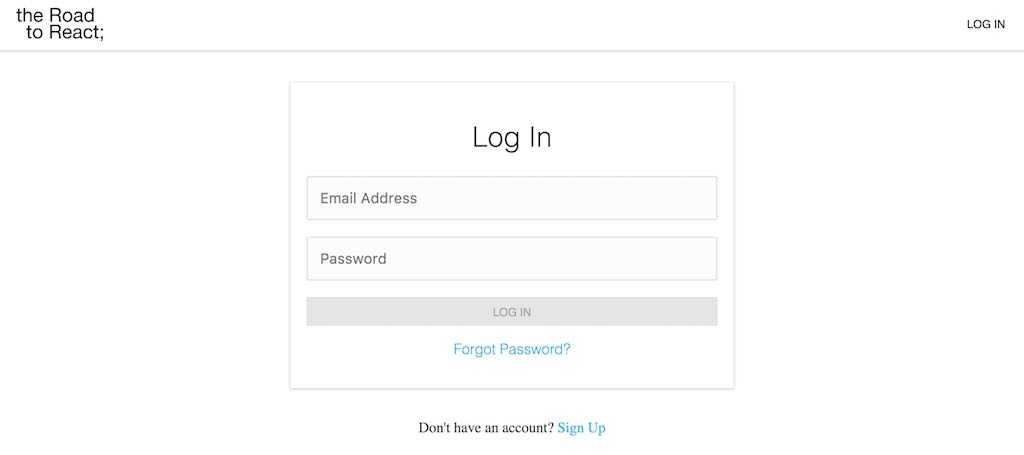 the Road
to React;
LOG IN
Log In
Email Address
Password
LOG IN
Forgot Password?
Don't have an account? Sign Up